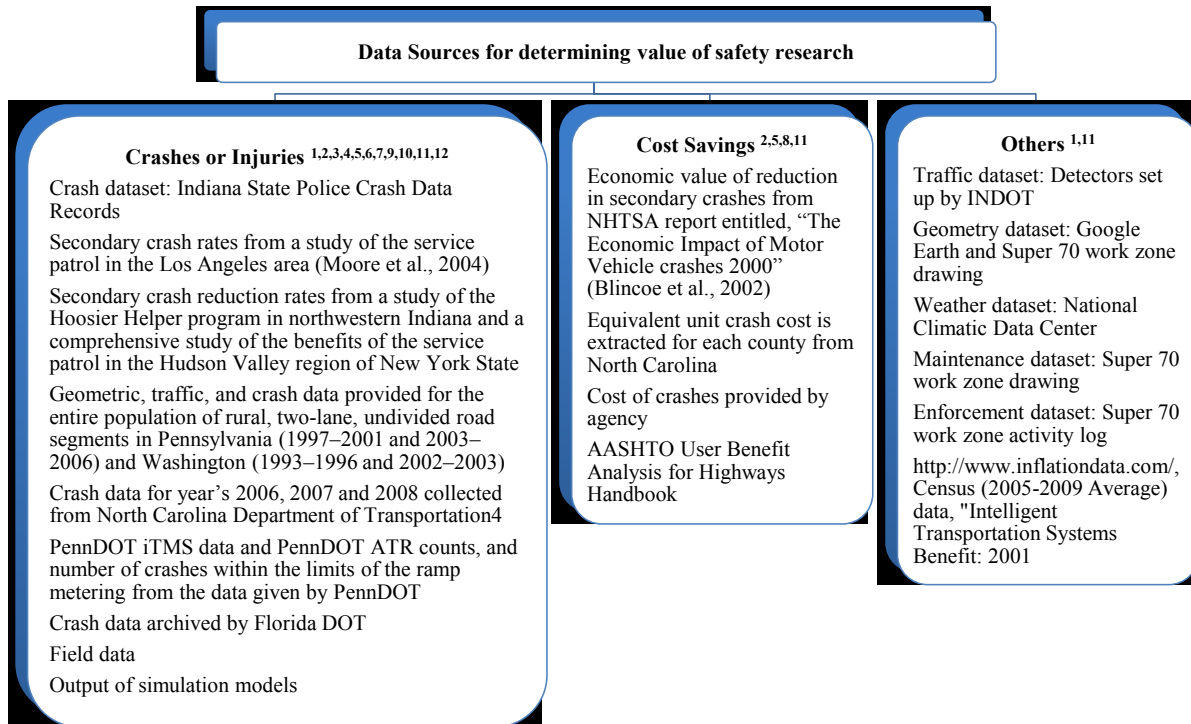 Data Sources for determining value of safety research
Crashes or Injuries 1,2,3,4,5,6,7,9,10,11,12
Crash dataset: Indiana State Police Crash Data
Records
Secondary crash rates from a study of the service
patrol in the Los Angeles area (Moore et al., 2004)
Secondary crash reduction rates from a study of the
Hoosier Helper program in northwestern Indiana and a
comprehensive study of the benefits of the service
patrol in the Hudson Valley region of New York State
Geometric, traffic, and crash data provided for the
entire population of rural, two-lane, undivided road
segments in Pennsylvania (1997–2001 and 2003–
2006) and Washington (1993–1996 and 2002–2003)
Crash data for year's 2006, 2007 and 2008 collected
from North Carolina Department of Transportation4
PennDOT iTMS data and PennDOT ATR counts, and
number of crashes within the limits of the ramp
metering from the data given by PennDOT
Crash data archived by Florida DOT
Field data
Output of simulation models
Cost Savings 2,5,8,11
Economic value of reduction
in secondary crashes from
NHTSA report entitled, “The
Economic Impact of Motor
Vehicle crashes 2000”
(Blincoe et al., 2002)
Equivalent unit crash cost is
extracted for each county from
North Carolina
Cost of crashes provided by
agency
AASHTO User Benefit
Analysis for Highways
Handbook
Others 1,11
Traffic dataset: Detectors set
up by INDOT
Geometry dataset: Google
Earth and Super 70 work zone
drawing
Weather dataset: National
Climatic Data Center
Maintenance dataset: Super 70
work zone drawing
Enforcement dataset: Super 70
work zone activity log
http://www.inflationdata.com/,
Census (2005-2009 Average)
data, "Intelligent
Transportation Systems
Benefit: 2001